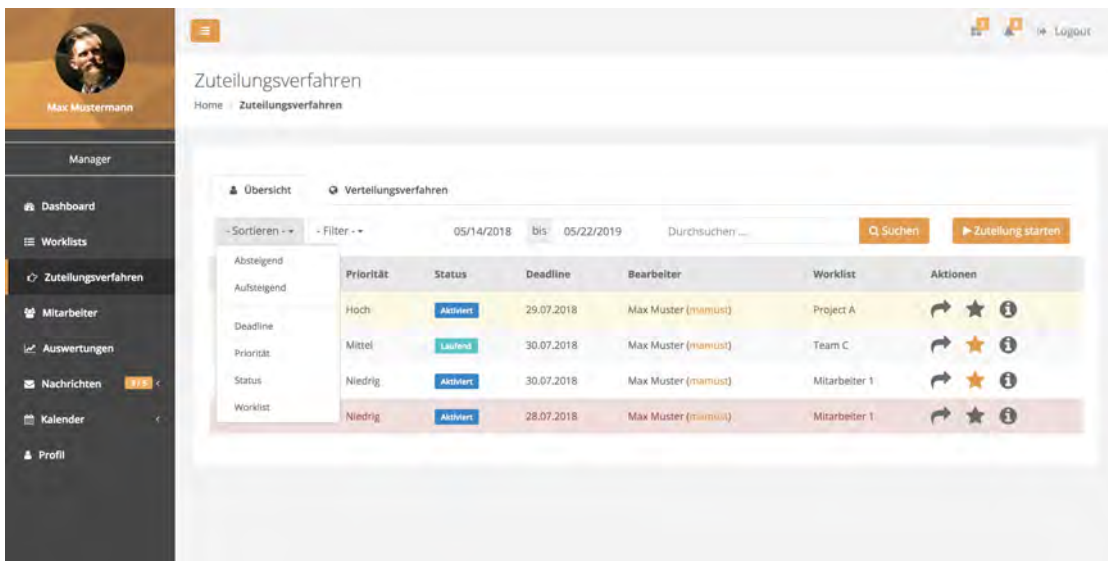 Logout
Max Mustermann
Manager
Dashboard
Worklists
Zuteilungsverfahren
Mitarbeiter
Auswertungen
Nachrichten
Kalender
Profil
Zuteilungsverfahren
Home Zuteilungsverfahren
Übersicht Verteilungsverfahren
- Sortieren - - Filter - 05/14/2018 bis 05/22/2019 Durchsuchen ... Suchen Zuteilung starten
Absteigend
Aufsteigend
Deadline
Priorität
Status
Worklist
Priorität Status Deadline Bearbeiter Worklist Aktionen
Hoch Aktiviert 29.07.2018 Max Muster (mamust) Project A
Mittel Laufend 30.07.2018 Max Muster (mamust) Team C
Niedrig Aktiviert 30.07.2018 Max Muster (mamust) Mitarbeiter 1
Niedrig Aktiviert 28.07.2018 Max Muster (mamust) Mitarbeiter 1